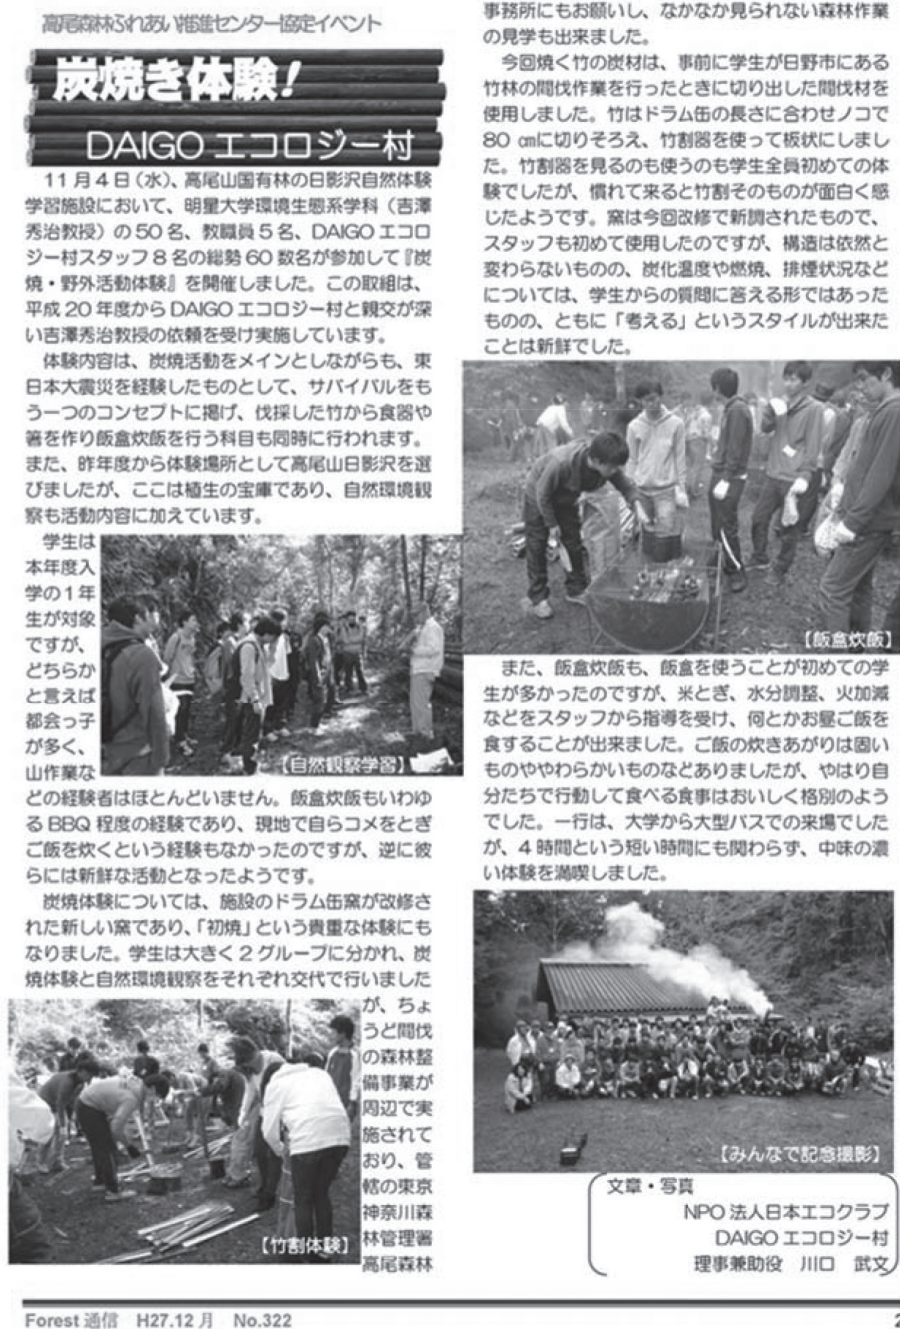 高尾森林ふれあい推進センター協定イベント
炭焼き体験!
DAIGO エコロジー村
11月4日（水）、高尾山国有林の日影沢自然体験
学習施設において、明星大学環境生態系学科（吉澤
秀治教授）の50名、教職員5名、DAIGO エコロ
ジー村スタッフ8名の総勢60数名が参加して『炭
焼・野外活動体験』を開催しました。この取組は、
平成20年度から DAIGO エコロジー村と親交が深
い吉澤秀治教授の依頼を受け実施しています。
体験内容は、炭焼活動をメインとしながらも、東
日本大震災を経験したものとして、サバイバルをも
う一つのコンセプトに掲げ、伐採した竹から食器や
箸を作り飯盒炊飯を行う科目も同時に行われます。
また、昨年度から体験場所として高尾山日影沢を選
びましたが、ここは植生の宝庫であり、自然環境観
察も活動内容に加えています。
学生は
本年度入
学の1年
生が対象
ですが、
どちらか
と言えば
都会っ子
が多く、
山作業な
【自然観察学習】
どの経験者はほとんどいません。飯盒炊飯もいわゆ
る BBQ 程度の経験であり、現地で自らコメをとぎ
ご飯を炊くという経験もなかったのですが、逆に彼
らには新鮮な活動となったようです。
炭焼体験については、施設のドラム缶窯が改修さ
れた新しい窯であり、「初焼」という貴重な体験にも
なりました。学生は大きく2グループに分かれ、炭
焼体験と自然環境観察をそれぞれ交代で行いました
が、ちょ
うど間伐
の森林整
備事業が
周辺で実
施されて
おり、管
轄の東京
神奈川森
林管理署
高尾森林
【竹割体験】
事務所にもお願いし、なかなか見られない森林作業
の見学も出来ました。
今回焼く竹の炭材は、事前に学生が日野市にある
竹林の間伐作業を行ったときに切り出した間伐材を
使用しました。竹はドラム缶の長さに合わせノコで
80 ㎝に切りそろえ、竹割器を使って板状にしまし
た。竹割器を見るのも使うのも学生全員初めての体
験でしたが、慣れて来ると竹割そのものが面白く感
じたようです。窯は今回改修で新調されたもので、
スタッフも初めて使用したのですが、構造は依然と
変わらないものの、炭化温度や燃焼、排煙状況など
については、学生からの質問に答える形ではあった
ものの、ともに「考える」というスタイルが出来た
ことは新鮮でした。
【飯盒炊飯】
また、飯盒炊飯も、飯盒を使うことが初めての学
生が多かったのですが、米とぎ、水分調整、火加減
などをスタッフから指導を受け、何とかお昼ご飯を
食することが出来ました。ご飯の炊きあがりは固い
ものややわらかいものなどありましたが、やはり自
分たちで行動して食べる食事はおいしく格別のよう
でした。一行は、大学から大型バスでの来場でした
が、4時間という短い時間にも関わらず、中味の濃
い体験を満喫しました。
【みんなで記念撮影】
文章・写真
NPO 法人日本エコクラブ
DAIGO エコロジー村
理事兼助役 川口 武文
Forest 通信 H27.12月 No.322
2